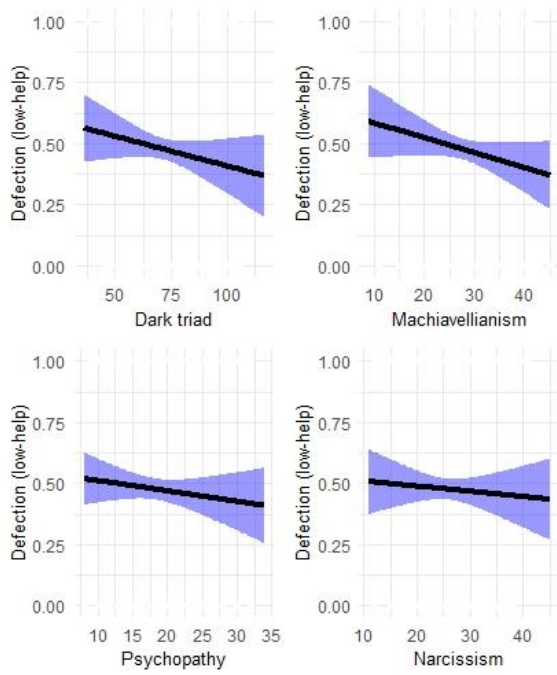 1.00
0.75
0.50
0.25
0.00
Defection (low-help)
50 75 100
Dark triad
1.00
0.75
0.50
0.25
0.00
Defection (low-help)
10 20 30 40
Machiavellianism
1.00
0.75
0.50
0.25
0.00
Defection (low-help)
10 15 20 25 30 35
Psychopathy
1.00
0.75
0.50
0.25
0.00
Defection (low-help)
10 20 30 40
Narcissism